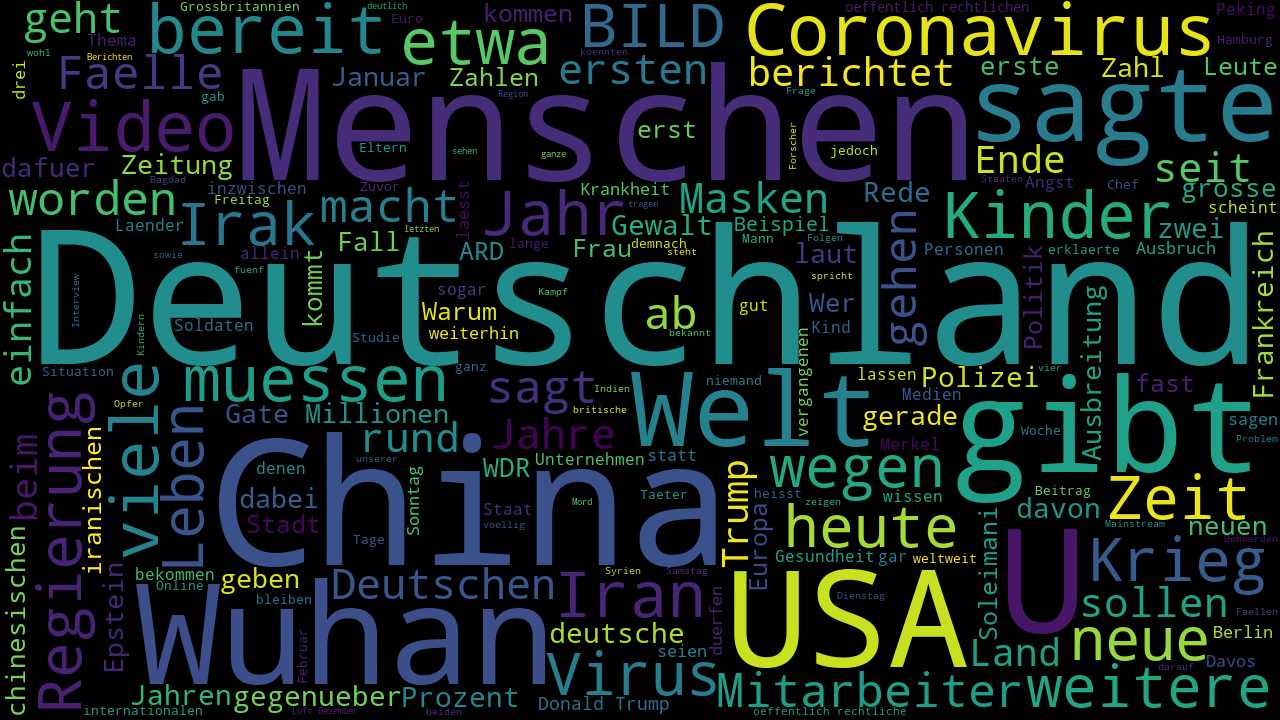 Grossbritannien deutlich
geht bereit etwa kommen BILD Coronavirus oeffentlich rechtlichen Peking
Thema Euro Hamburg
wohl Berichten koennten
Faelle Januar Zahlen ersten berichtet erste Zahl Leute
drei gab Region Frage
Video Menschen sagte
Eltern sehen ganze erst Forscher jedoch
dafuer Zeitung Ende seit
Bagdad inzwischen Zuvor Krankheit Staaten Angst Chef grosse
worden Freitag macht laesst Jahr tragen Masken Rede Kinder scheint
Laender Irak letzten lange Gewalt Beispiel zwei
einfach sowie allein Fall ARD Frau demnach Mann Folgen laut gehen Personen Politik erklaerte Ausbruch Frankreich
fuenf kommt steht spricht
Deutschland
Interview Kindern Soldaten sogar Kampf Warum ab gut Wer
Studie weiterhin bekannt Kind Ausbreitung
Situation viele muessen ganz sagt Indien Welt niemand vergangenen lassen Polizei vier fast
Opfer britische Medien gibt
Regierung Leben Gate Millionen Jahre gerade sagen
beim iranischen rund Merkel Woche Problem
unserer WDR Unternehmen statt
denen China Sonntag Trump wegen
dabei Staat Taeter heisst wissen Beitrag Zeit
Stadt voellig Mord zeigen davon
chinesischen Tage heute Soleimani Mainstream neuen
Epstein Europa Gesundheit gar weltweit U Behoerden
bekommen geben Deutschen Syrien Samstag Krieg
Online Iran USA
bleiben Wuhan Dienstag sollen Faellen
deutsche duerfen neue Berlin
Februar seien Land
Virus Davos
darauf
Jahren gegenueber Prozent Mitarbeiter weitere
internationalen Luft Dezember beiden Donald Trump oeffentlich rechtliche